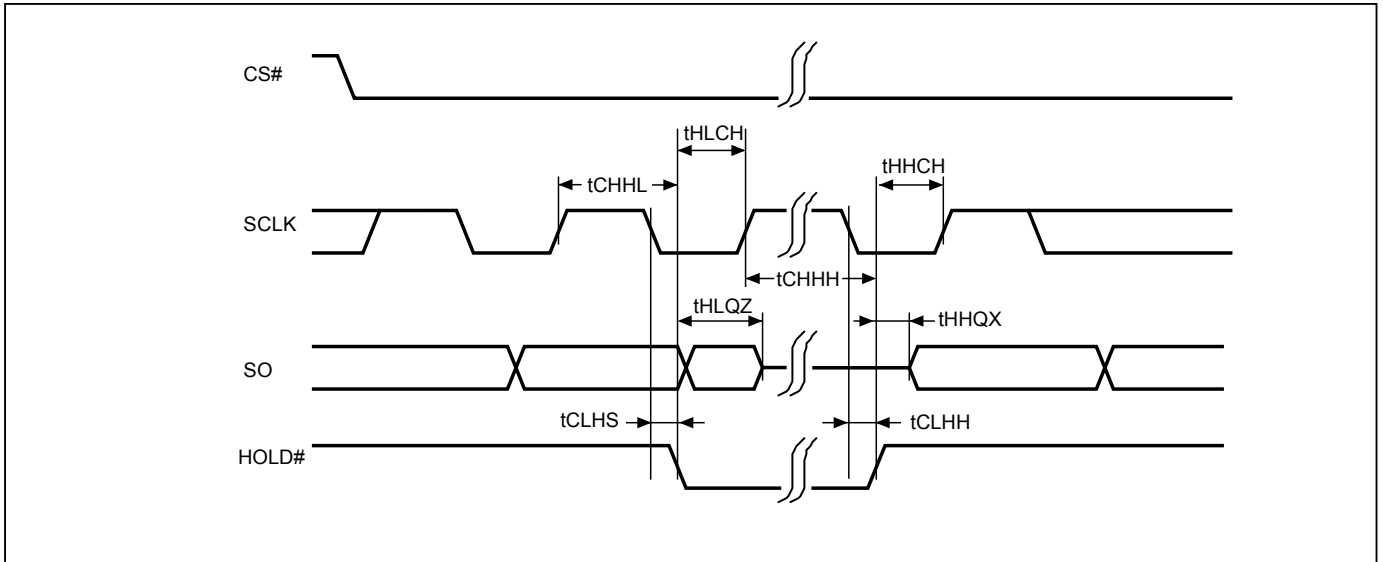 CS#
tHLCH
tHHCH
tCHHL
SCLK
tCHHH
tHLQZ
tHHQX
SO
tCLHS
tCLHH
HOLD#